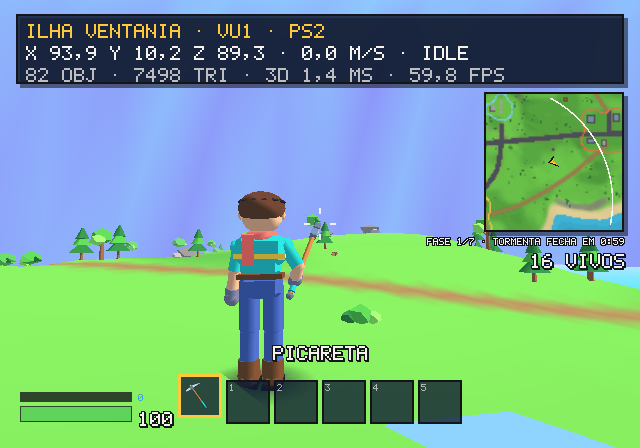 ILHA VENTANIA · VU1 · PS2
X 93,9 Y 10,2 Z 89,3 · 0,0 M/S · IDLE
82 OBJ · 7498 TRI · 3D 1,4 MS · 59,8 FPS
FASE 1/7 · TORMENTA FECHA EM 0:59
16 VIVOS
PICARETA
0
100
1 2 3 4 5